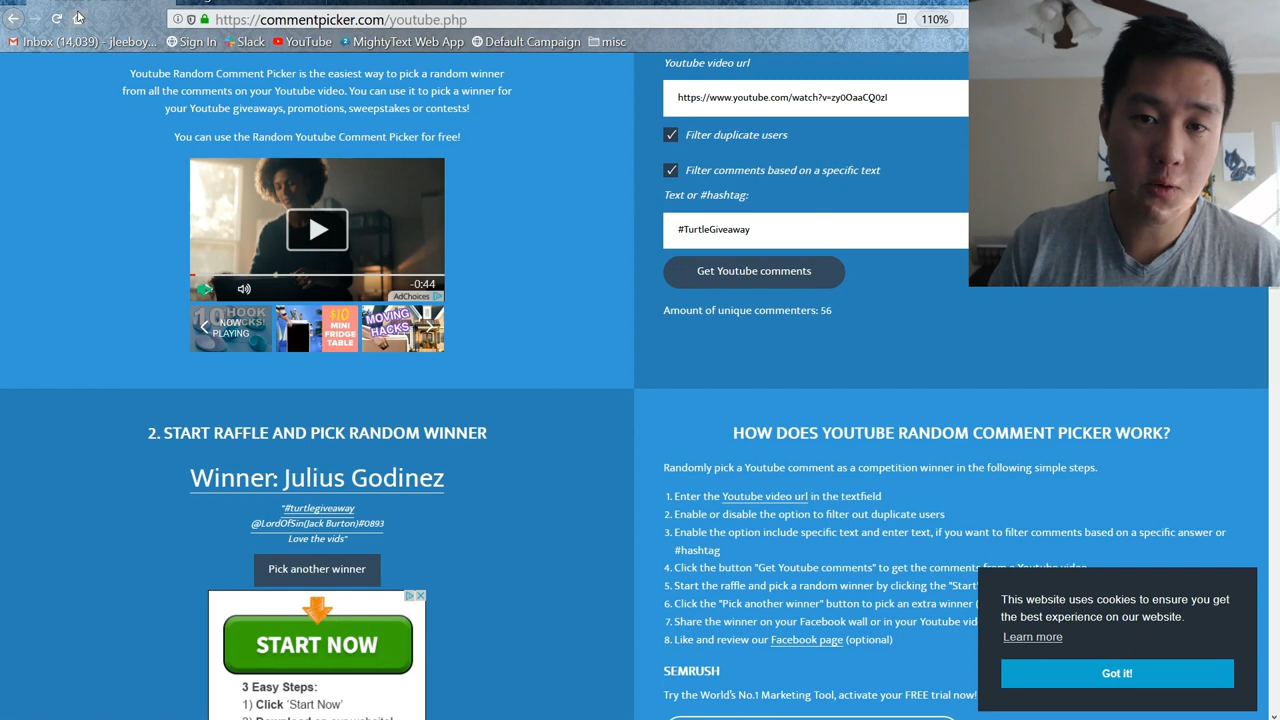 https://commentpicker.com/youtube.php
110%
Inbox (14,039) - jleeboy...
Sign In
Slack
YouTube
MightyText Web App
Default Campaign
misc
Youtube Random Comment Picker is the easiest way to pick a random winner
from all the comments on your Youtube video. You can use it to pick a winner for
your Youtube giveaways, promotions, sweepstakes or contests!
You can use the Random Youtube Comment Picker for free!
-0:44
AdChoices
10 HOOK
HACKS!
NOW
PLAYING
$10
MINI
FRIDGE
TABLE
MOVING
HACKS
Youtube video url
https://www.youtube.com/watch?v=zy0OaaCQ0zI
Filter duplicate users
Filter comments based on a specific text
Text or #hashtag:
#TurtleGiveaway
Get Youtube comments
Amount of unique commenters: 56
2. START RAFFLE AND PICK RANDOM WINNER
Winner: Julius Godinez
"#turtlegiveaway
@LordOfSin(Jack Burton)#0893
Love the vids"
Pick another winner
START NOW
3 Easy Steps:
1) Click 'Start Now'
HOW DOES YOUTUBE RANDOM COMMENT PICKER WORK?
Randomly pick a Youtube comment as a competition winner in the following simple steps.
1. Enter the Youtube video url in the textfield
2. Enable or disable the option to filter out duplicate users
3. Enable the option include specific text and enter text, if you want to filter comments based on a specific answer or
#hashtag
4. Click the button "Get Youtube comments" to get the comments from a Youtube video
5. Start the raffle and pick a random winner by clicking the "Start"
6. Click the "Pick another winner" button to pick an extra winner
7. Share the winner on your Facebook wall or in your Youtube
8. Like and review our Facebook page (optional)
SEMRUSH
Try the World's No.1 Marketing Tool, activate your FREE trial now!
This website uses cookies to ensure you get
the best experience on our website.
Learn more
Got it!